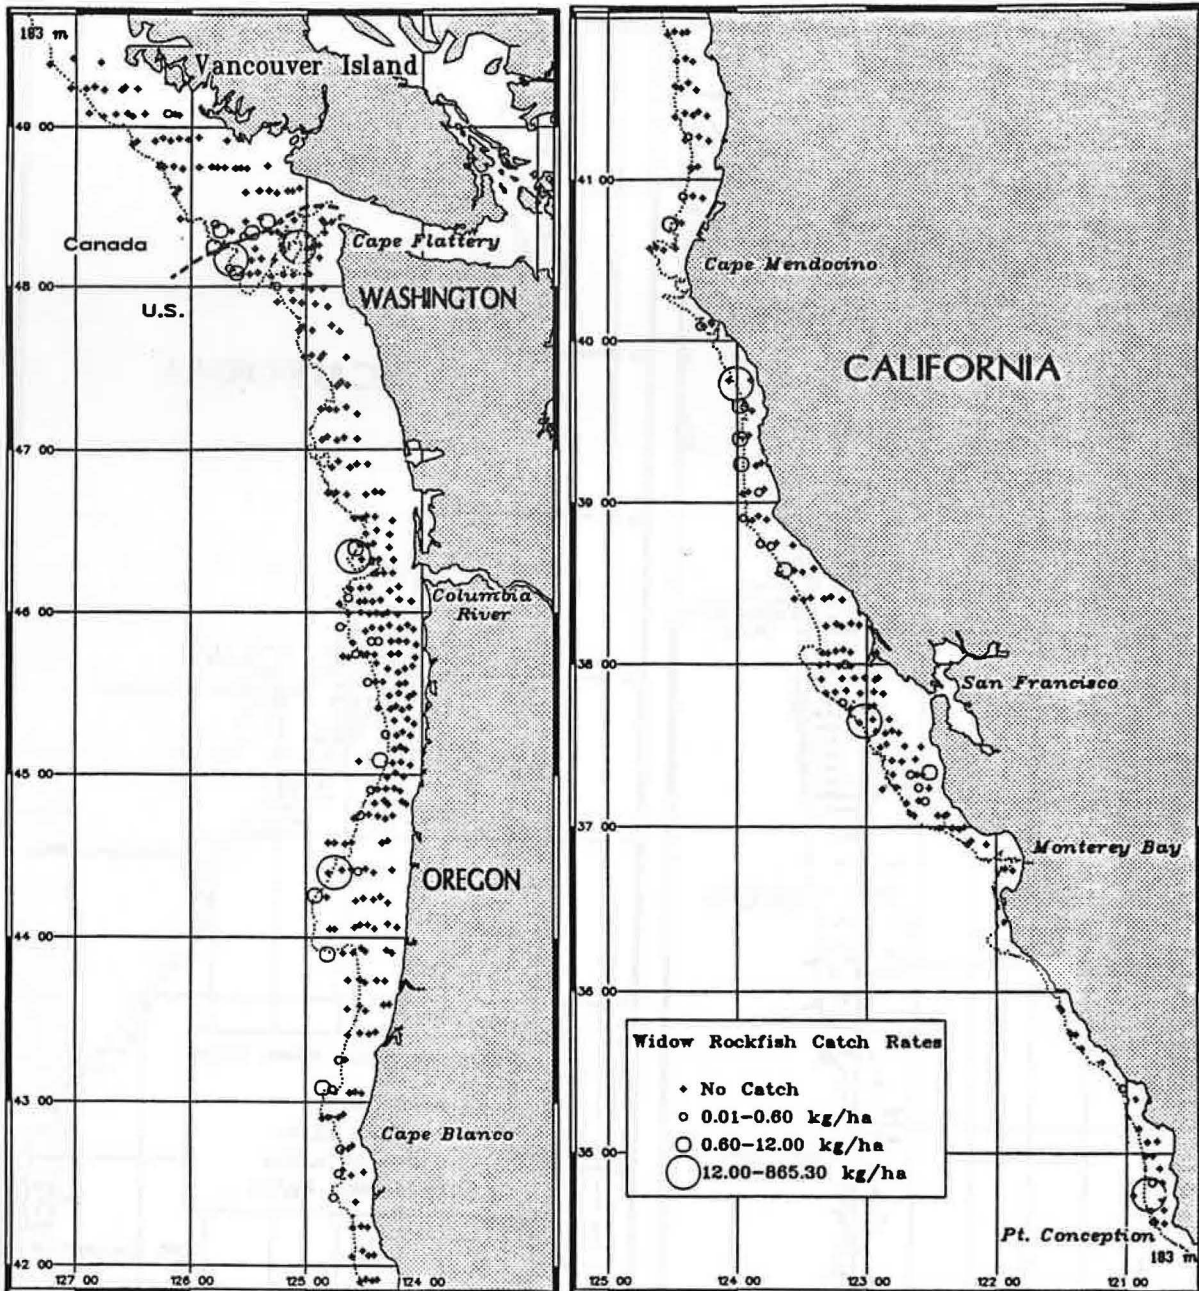 183 m
Vancouver Island
49 00
Canada
Cape Flattery
48 00
WASHINGTON
U.S.
47 00
46 00
Columbia
River
45 00
OREGON
44 00
43 00
Cape Blanco
42 00
127 00
126 00
125 00
124 00
41 00
Cape Mendocino
40 00
CALIFORNIA
39 00
38 00
San Francisco
37 00
Monterey Bay
36 00
Widow Rockfish Catch Rates
No Catch
0.01-0.60 kg/ha
0.60-12.00 kg/ha
12.00-865.30 kg/ha
35 00
Pt. Conception
183 m
125 00
124 00
123 00
122 00
121 00